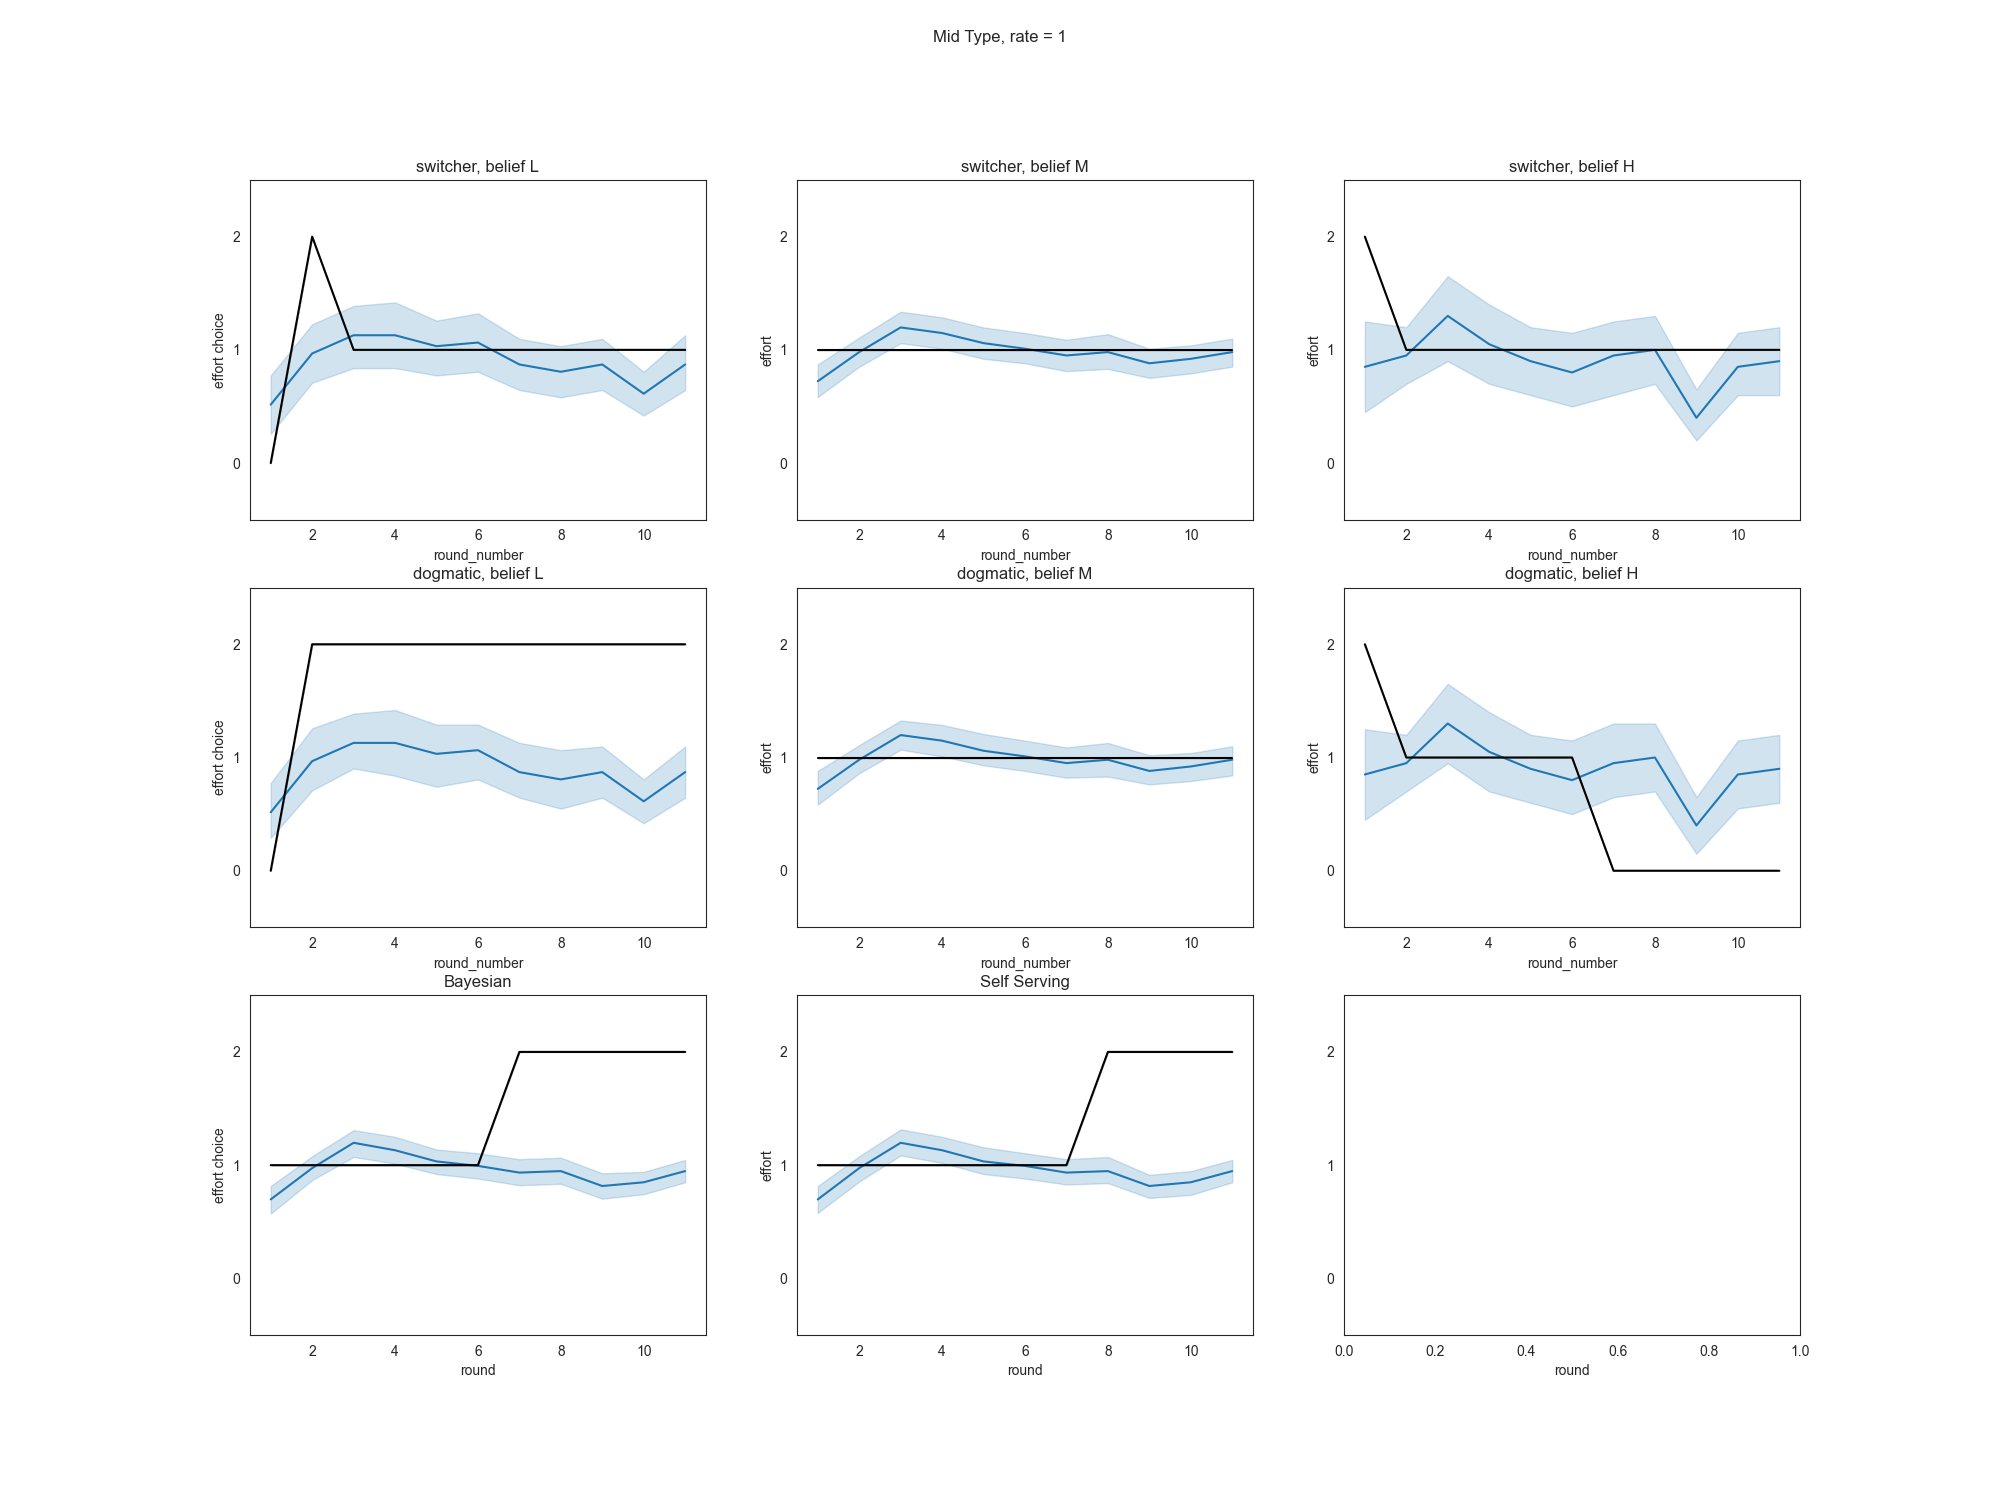 Mid Type, rate = 1
switcher, belief L
2
1
0
effort choice
2 4 6 8 10
round_number
switcher, belief M
2
1
0
effort
2 4 6 8 10
round_number
switcher, belief H
2
1
0
effort
2 4 6 8 10
round_number
dogmatic, belief L
2
1
0
effort choice
2 4 6 8 10
round_number
dogmatic, belief M
2
1
0
effort
2 4 6 8 10
round_number
dogmatic, belief H
2
1
0
effort
2 4 6 8 10
round_number
Bayesian
2
1
0
effort choice
2 4 6 8 10
round
Self Serving
2
1
0
effort
2 4 6 8 10
round
2
1
0
0.0 0.2 0.4 0.6 0.8 1.0
round